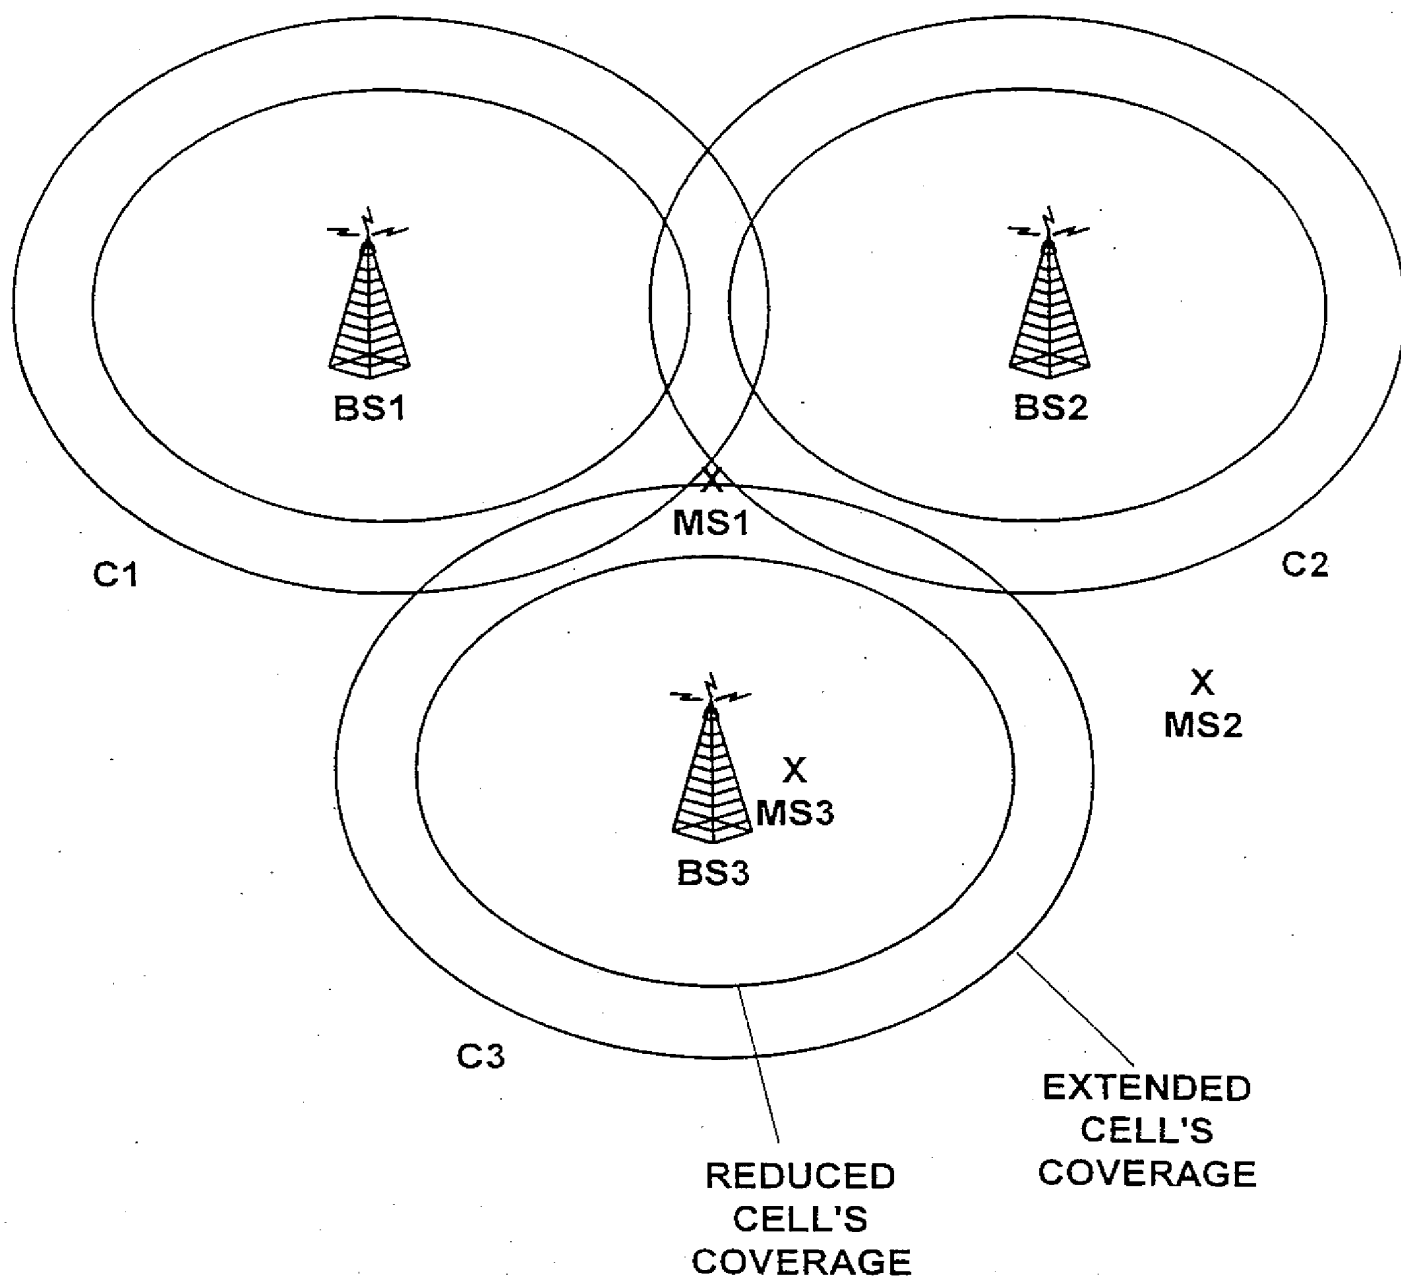 BS1
BS2
X
MS1
C1
C2
X
MS2
X
MS3
BS3
C3
EXTENDED
CELL'S
COVERAGE
REDUCED
CELL'S
COVERAGE